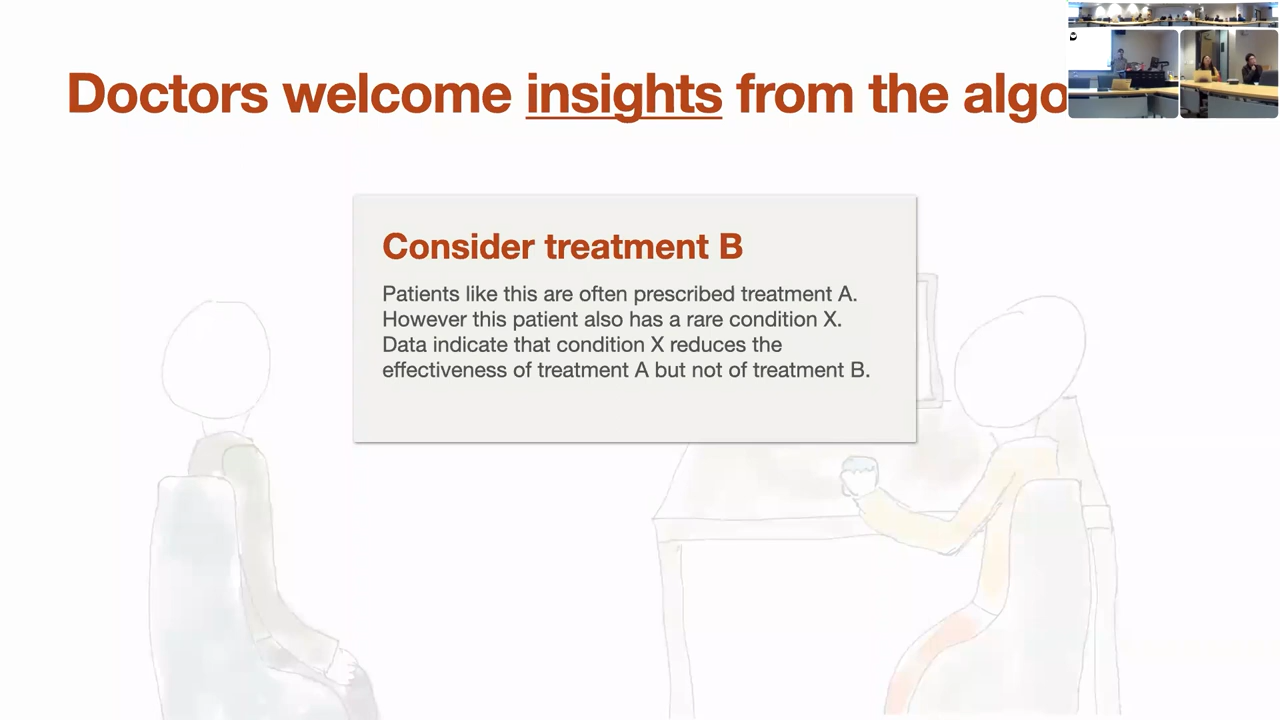 Doctors welcome insights from the algo
Consider treatment B
Patients like this are often prescribed treatment A.
However this patient also has a rare condition X.
Data indicate that condition X reduces the
effectiveness of treatment A but not of treatment B.